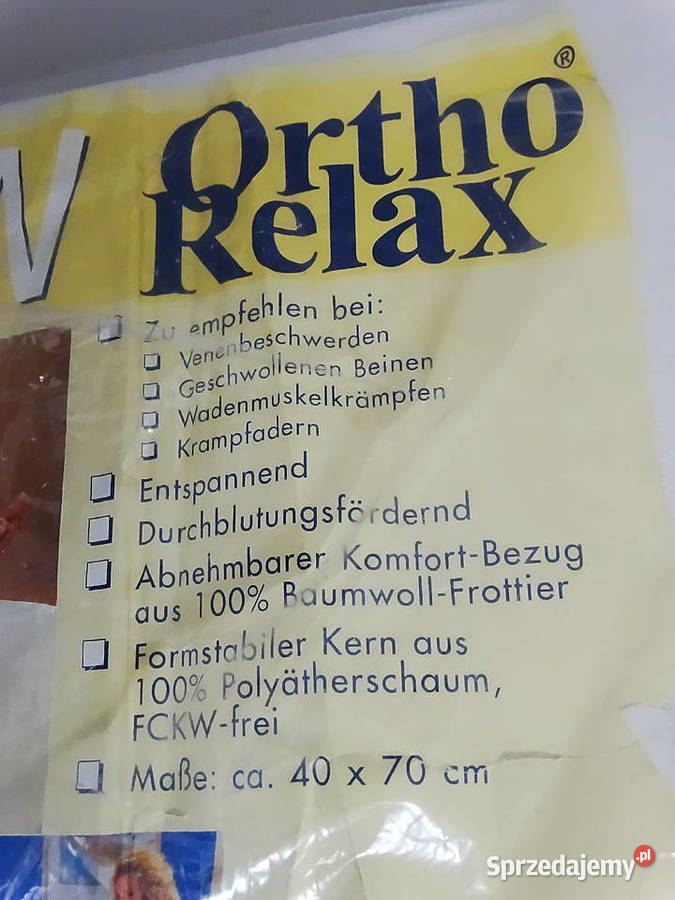 Ortho®
Relax
Zu empfehlen bei:
Venenbeschwerden
Geschwollenen Beinen
Wadenmuskelkrämpfen
Krampfadern
Entspannend
Durchblutungsfördernd
Abnehmbarer Komfort-Bezug
aus 100% Baumwoll-Frottier
Formstabiler Kern aus
100% Polyätherschaum,
FCKW-frei
Maße: ca. 40 x 70 cm
Sprzedajemy.pl